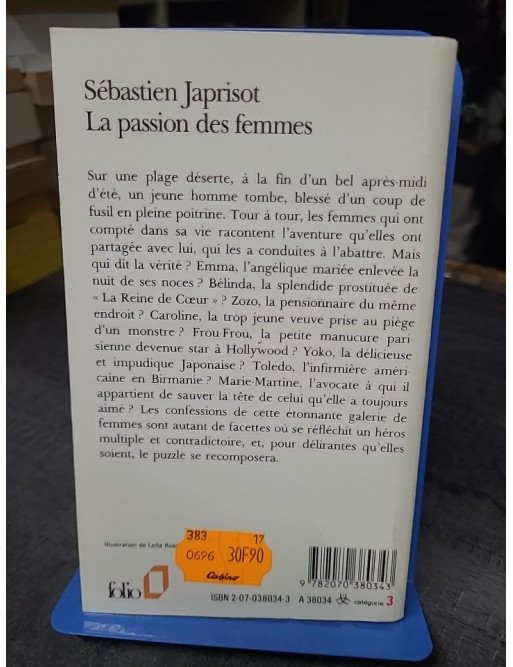 Sébastien Japrisot
La passion des femmes
Sur une plage déserte, à la fin d'un bel après-midi
d'été, un jeune homme tombe, blessé d'un coup de
fusil en pleine poitrine. Tour à tour, les femmes qui ont
compté dans sa vie racontent l'aventure qu'elles ont
partagée avec lui, qui les a conduites à l'abattre. Mais
qui dit la vérité ? Emma, l'angélique mariée enlevée la
nuit de ses noces ? Bélinda, la splendide prostituée de
« La Reine de Cœur » ? Zozo, la pensionnaire du même
endroit ? Caroline, la trop jeune veuve prise au piège
d'un monstre ? Frou-Frou, la petite manucure pari-
sienne devenue star à Hollywood ? Yoko, la délicieuse
et impudique Japonaise ? Toledo, l'infirmière améri-
caine en Birmanie ? Marie-Martine, l'avocate à qui il
appartient de sauver la tête de celui qu'elle a toujours
aimé ? Les confessions de cette étonnante galerie de
femmes sont autant de facettes où se réfléchit un héros
multiple et contradictoire, et, pour délirantes qu'elles
soient, le puzzle se recomposera.
Illustration de Leïla
383 17
0696 30F90
Casino
folio
9 782070 380343
ISBN 2-07-038034-3 A 38034 catégorie 3